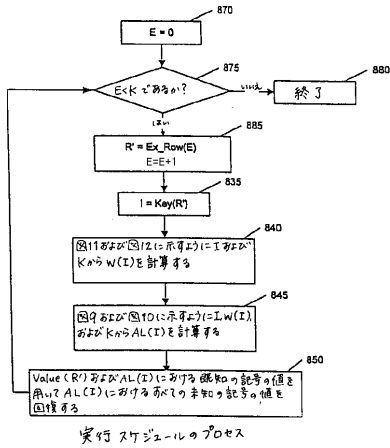 870
E = 0
875
E<Kであるか?
いいえ
880
終了
はい
885
R' = Ex_Row(E)
E=E+1
835
I = Key(R')
840
図11および図12に示すようにIおよび
KからW(I)を計算する
845
図9および図10に示すようにI,W(I),
およびKからAL(I)を計算する
850
Value(R')およびAL(I)における既知の記号の値を
用いてAL(I)におけるすべての未知の記号の値を
回復する
実行スケジュールのプロセス